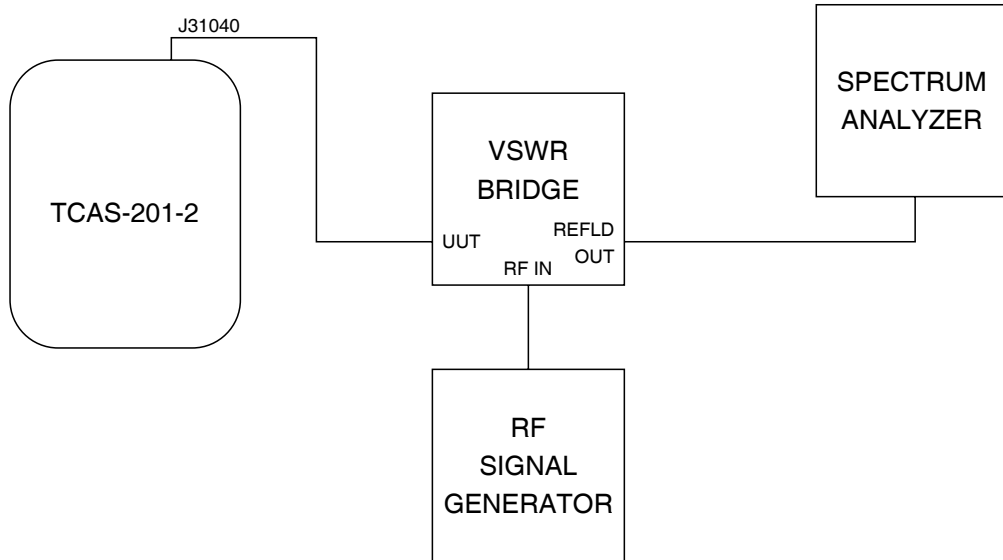 J31040
TCAS-201-2
VSWR
BRIDGE
UUT
REFLD
OUT
RF IN
SPECTRUM
ANALYZER
RF
SIGNAL
GENERATOR